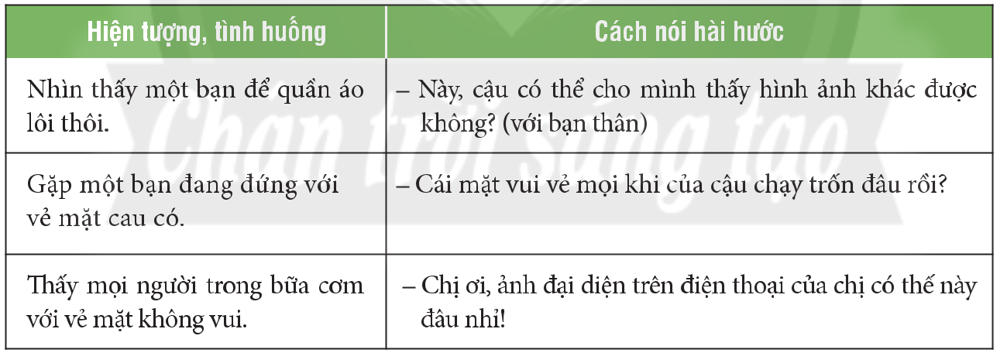 Hiện tượng, tình huống
Cách nói hài hước
Nhìn thấy một bạn để quần áo
lôi thôi.
– Này, cậu có thể cho mình thấy hình ảnh khác được
không? (với bạn thân)
Gặp một bạn đang đứng với
vẻ mặt cau có.
– Cái mặt vui vẻ mọi khi của cậu chạy trốn đâu rồi?
Thấy mọi người trong bữa cơm
với vẻ mặt không vui.
– Chị ơi, ảnh đại diện trên điện thoại của chị có thế này
đâu nhỉ!
Chân trời sáng tạo